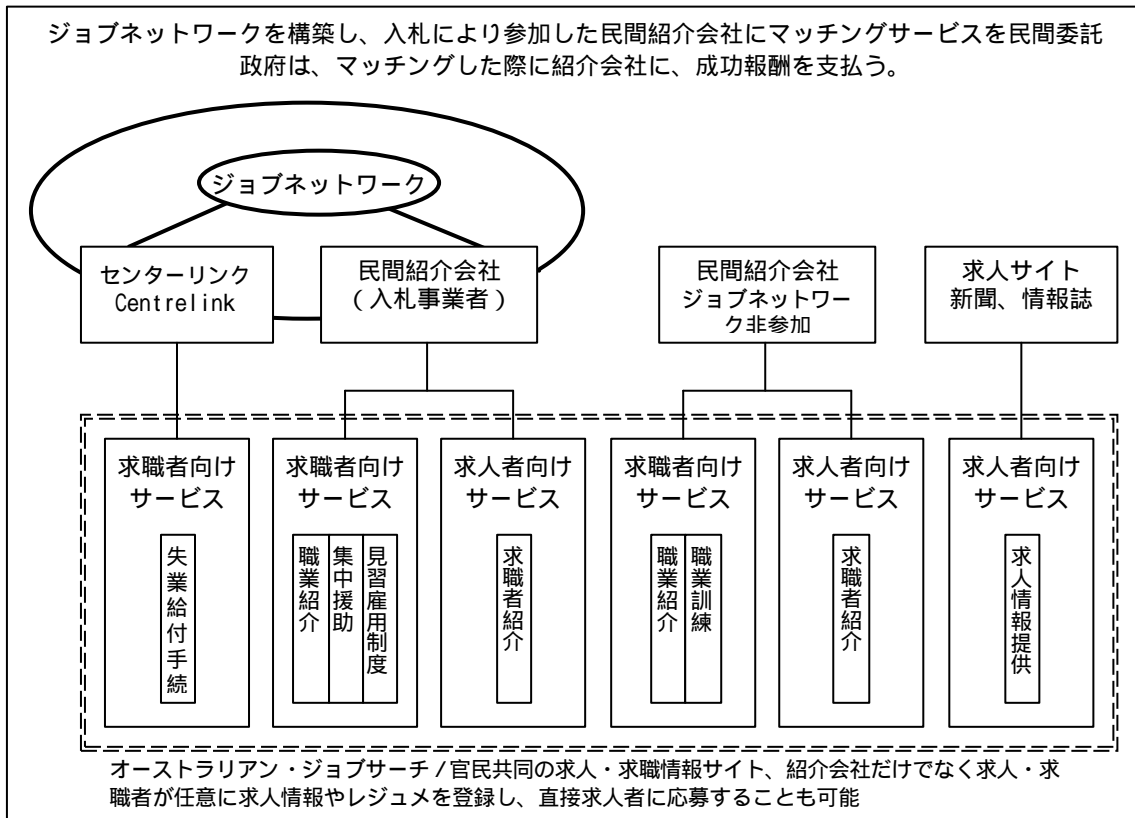 ジョブネットワークを構築し、入札により参加した民間紹介会社にマッチングサービスを民間委託
政府は、マッチングした際に紹介会社に、成功報酬を支払う。
ジョブネットワーク
センターリンク
Centrelink
民間紹介会社
(入札事業者)
民間紹介会社
ジョブネットワー
ク非参加
求人サイト
新聞、情報誌
求職者向け
サービス
失業給付手続
求職者向け
サービス
職業紹介
集中援助
見習雇用制度
求人者向け
サービス
求職者紹介
求職者向け
サービス
職業紹介
職業訓練
求人者向け
サービス
求職者紹介
求人者向け
サービス
求人情報提供
オーストラリアン・ジョブサーチ/官民共同の求人・求職情報サイト、紹介会社だけでなく求人・求
職者が任意に求人情報やレジュメを登録し、直接求人者に応募することも可能